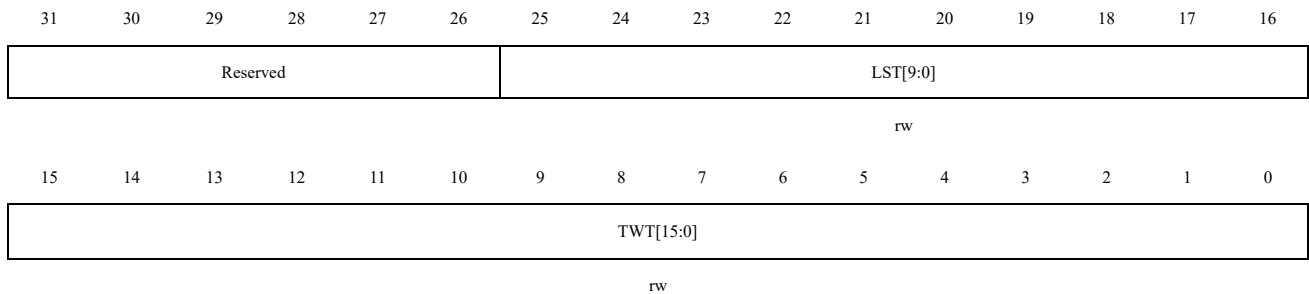 31 30 29 28 27 26 25 24 23 22 21 20 19 18 17 16
Reserved LST[9:0]
rw
15 14 13 12 11 10 9 8 7 6 5 4 3 2 1 0
TWT[15:0]
rw